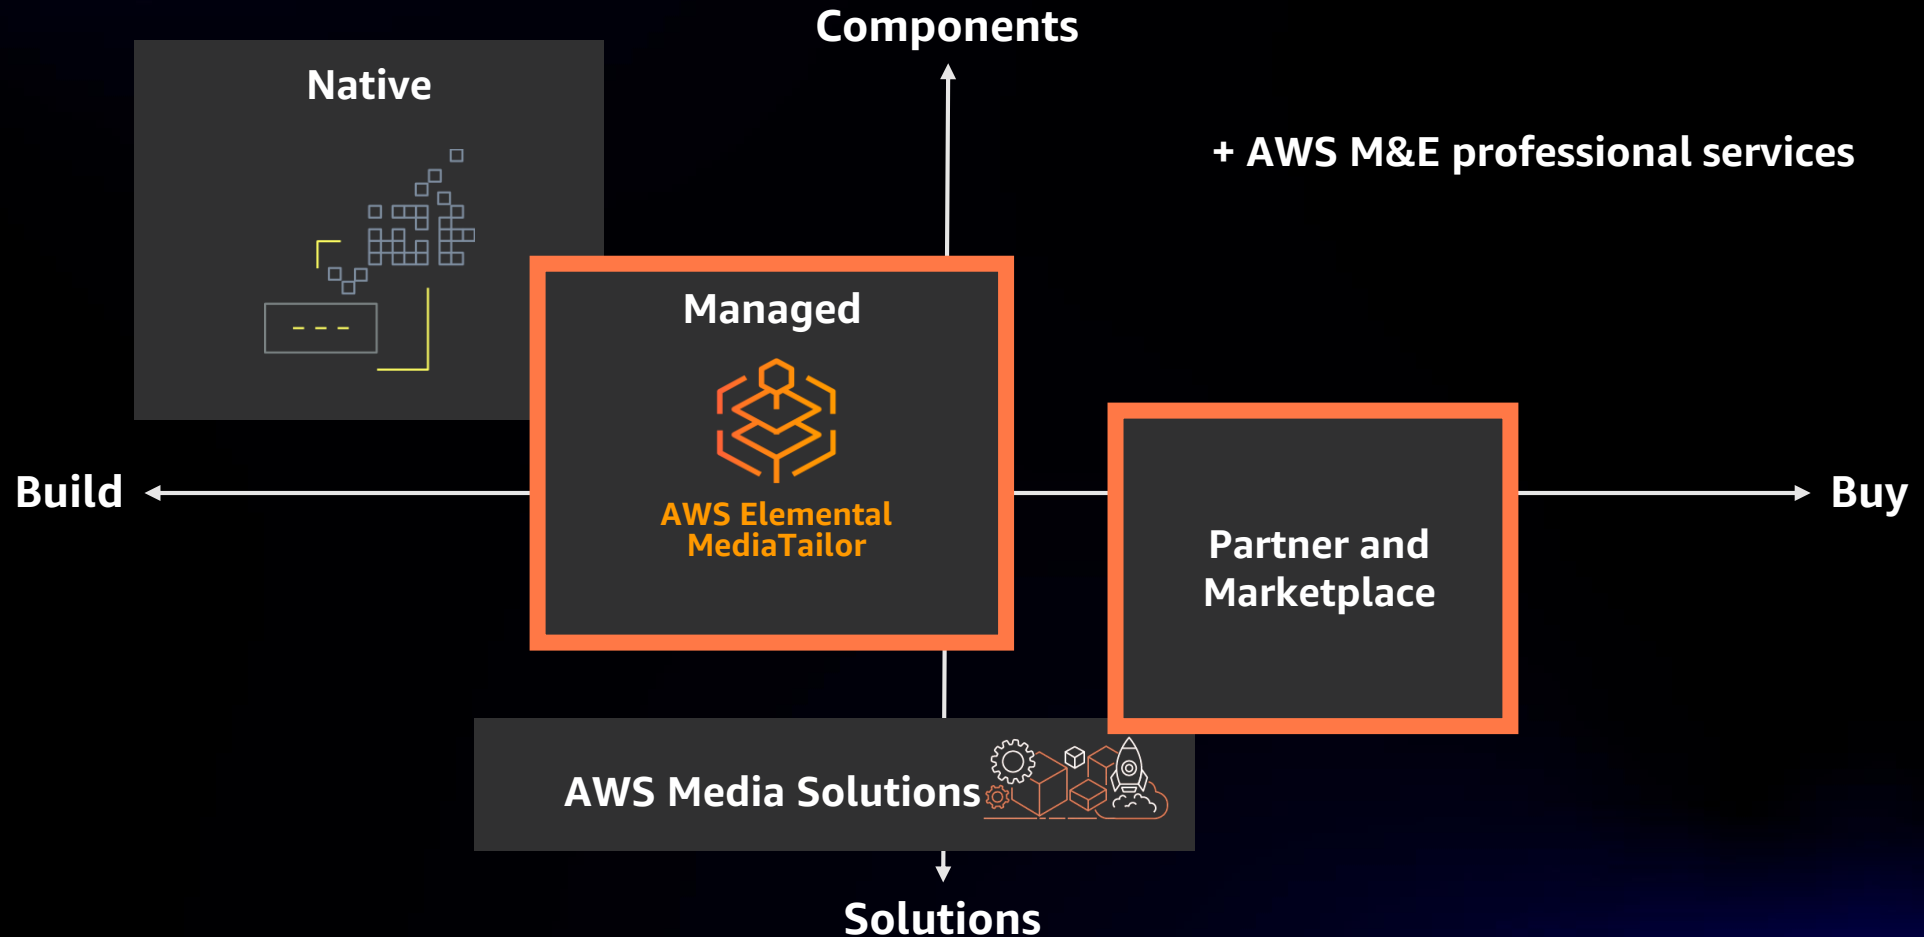 Components
Native
+ AWS M&E professional services
Managed
AWS Elemental
MediaTailor
Build
Buy
Partner and
Marketplace
AWS Media Solutions
Solutions